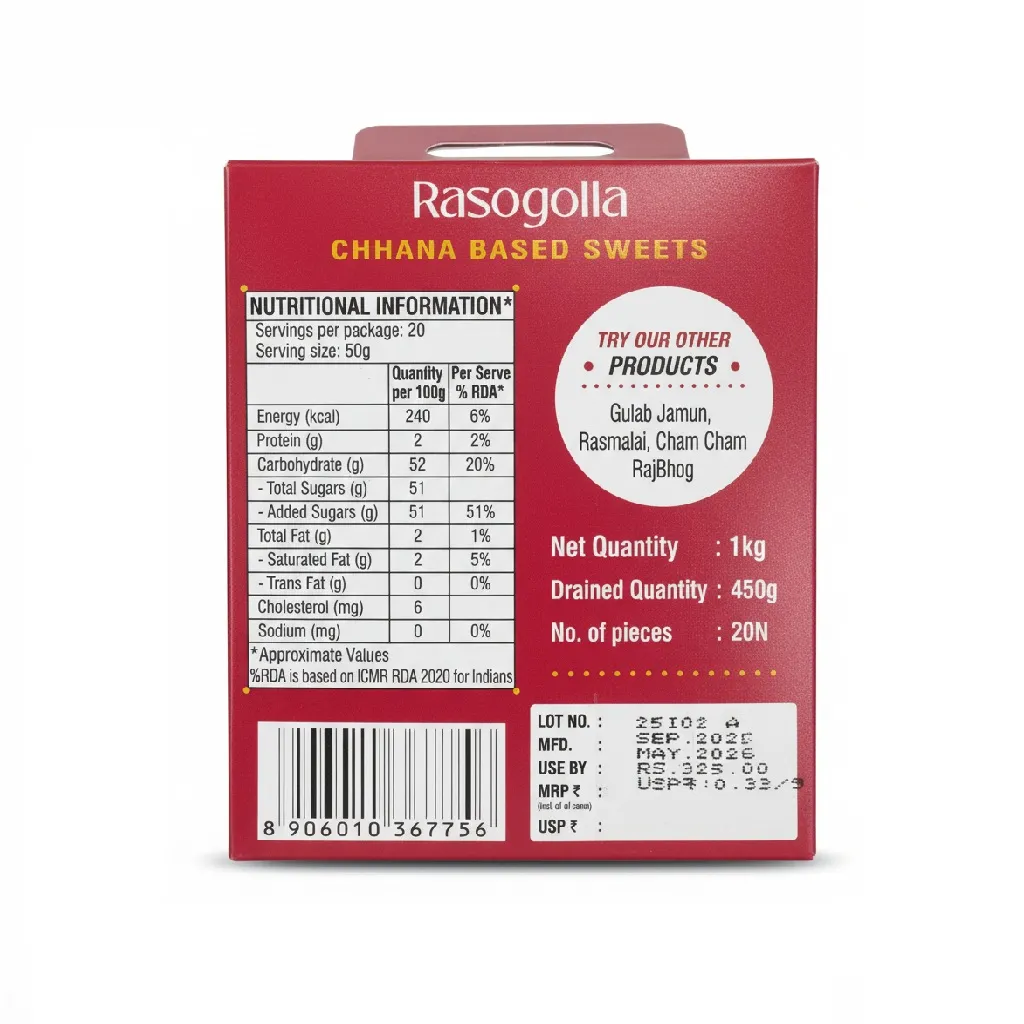 Rasogolla
CHHANA BASED SWEETS
NUTRITIONAL INFORMATION*
Servings per package: 20
Serving size: 50g
Quantity per 100g Per Serve % RDA*
Energy (kcal) 240 6%
Protein (g) 2 2%
Carbohydrate (g) 52 20%
- Total Sugars (g) 51
- Added Sugars (g) 51 51%
Total Fat (g) 2 1%
- Saturated Fat (g) 2 5%
- Trans Fat (g) 0 0%
Cholesterol (mg) 6
Sodium (mg) 0 0%
*Approximate Values
%RDA is based on ICMR RDA 2020 for Indians
TRY OUR OTHER
• PRODUCTS •
Gulab Jamun,
Rasmalai, Cham Cham
RajBhog
Net Quantity : 1kg
Drained Quantity : 450g
No. of pieces : 20N
8 906010 367756
LOT NO. : 25I02 A
MFD. : SEP.2025
USE BY : MAY.2026
MRP ₹ : RS.325.00
USP ₹ : USP₹:0.33/9